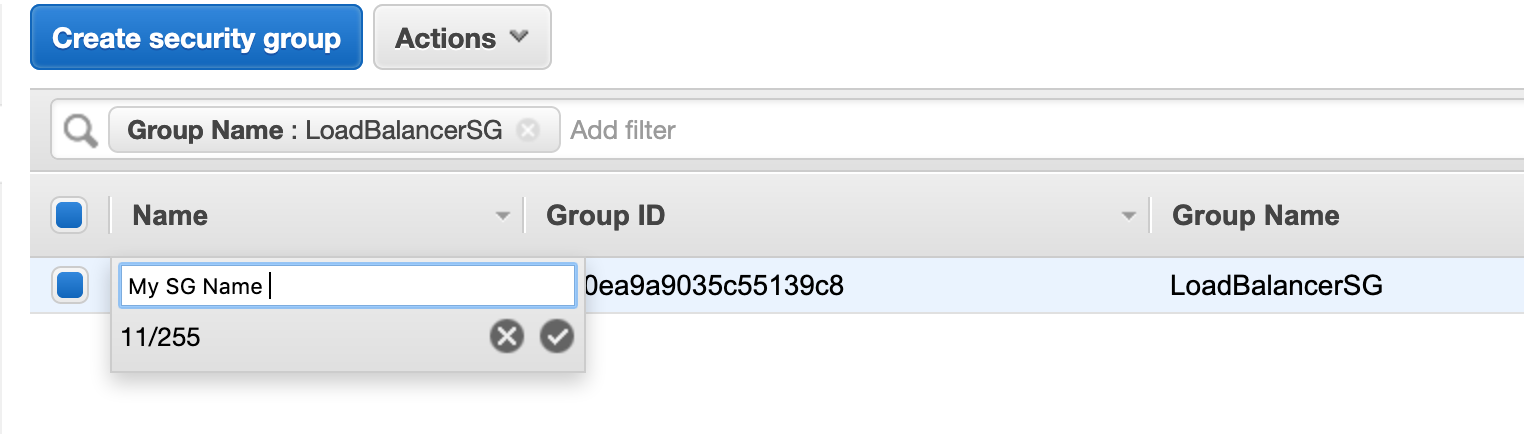 Create security group Actions
Group Name : LoadBalancerSG Add filter
Name Group ID Group Name
My SG Name 0ea9a9035c55139c8 LoadBalancerSG
11/255